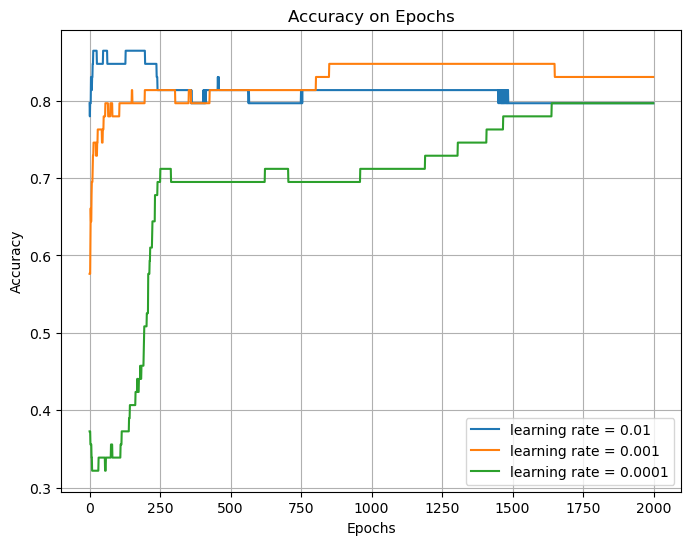 Accuracy on Epochs
Accuracy
0.8
0.7
0.6
0.5
0.4
0.3
learning rate = 0.01
learning rate = 0.001
learning rate = 0.0001
0 250 500 750 1000 1250 1500 1750 2000
Epochs